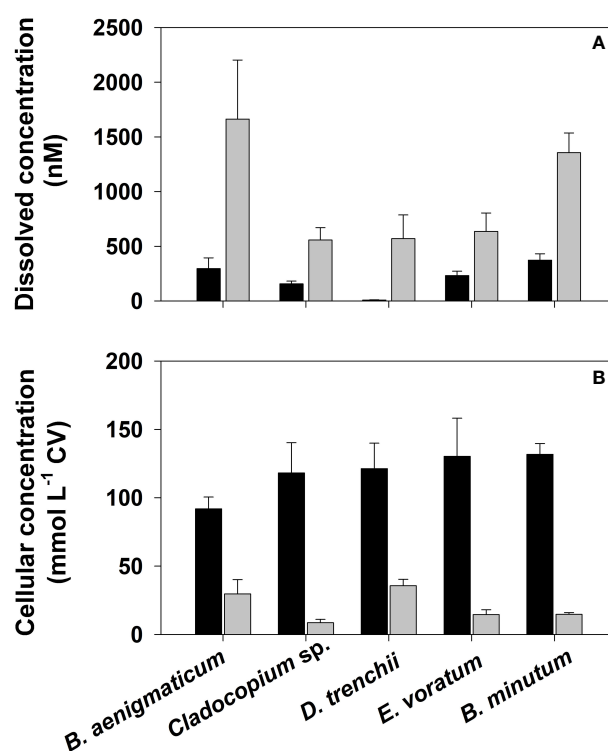 A
Dissolved concentration
(nM)
2500
2000
1500
1000
500
0
B
Cellular concentration
(mmol L⁻¹ CV)
200
150
100
50
0
B. aenigmaticum
Cladocopium sp.
D. trenchii
E. voratum
B. minutum